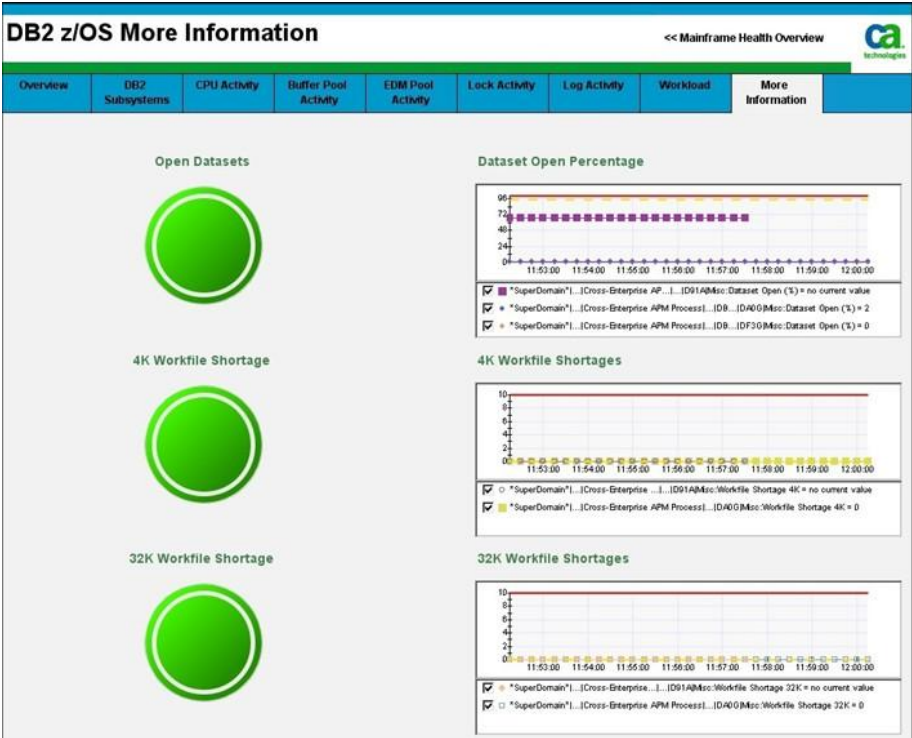 DB2 z/OS More Information
<< Mainframe Health Overview
ca
technologies
Overview
DB2
Subsystems
CPU Activity
Buffer Pool
Activity
EDM Pool
Activity
Lock Activity
Log Activity
Workload
More
Information
Open Datasets
Dataset Open Percentage
96
72
48
24
0
11:53:00 11:54:00 11:55:00 11:56:00 11:57:00 11:58:00 11:59:00 12:00:00
"SuperDomain"|...|Cross-Enterprise AP...|...|D91A|Misc:Dataset Open (%) = no current value
"SuperDomain"|...|Cross-Enterprise APM Process|...|DB...|DA0G|Misc:Dataset Open (%) = 2
"SuperDomain"|...|Cross-Enterprise APM Process|...|DB...|DF3G|Misc:Dataset Open (%) = 0
4K Workfile Shortage
4K Workfile Shortages
10
8
6
4
2
0
11:53:00 11:54:00 11:55:00 11:56:00 11:57:00 11:58:00 11:59:00 12:00:00
"SuperDomain"|...|Cross-Enterprise ...|...|D91A|Misc:Workfile Shortage 4K = no current value
"SuperDomain"|...|Cross-Enterprise APM Process|...|DA0G|Misc:Workfile Shortage 4K = 0
32K Workfile Shortage
32K Workfile Shortages
10
8
6
4
2
0
11:53:00 11:54:00 11:55:00 11:56:00 11:57:00 11:58:00 11:59:00 12:00:00
"SuperDomain"|...|Cross-Enterprise...|...|D91A|Misc:Workfile Shortage 32K = no current value
"SuperDomain"|...|Cross-Enterprise APM Process|...|DA0G|Misc:Workfile Shortage 32K = 0